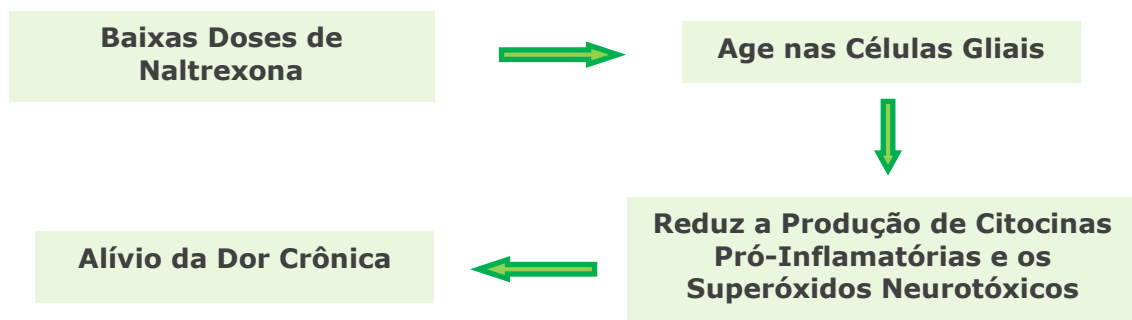 Baixas Doses de
Naltrexona
Age nas Células Gliais
Reduz a Produção de Citocinas
Pró-Inflamatórias e os
Superóxidos Neurotóxicos
Alívio da Dor Crônica